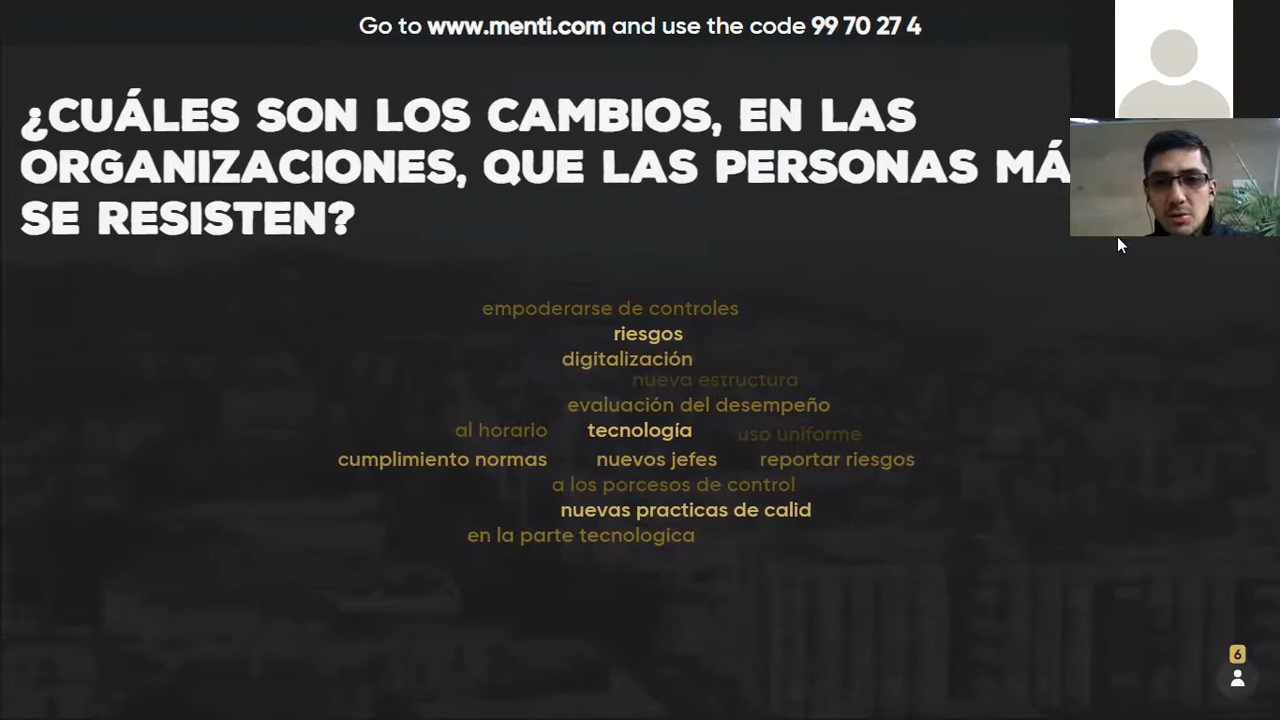 Go to www.menti.com and use the code 99 70 27 4
¿CUÁLES SON LOS CAMBIOS, EN LAS
ORGANIZACIONES, QUE LAS PERSONAS MÁ
SE RESISTEN?
empoderarse de controles
riesgos
digitalización
nueva estructura
evaluación del desempeño
al horario tecnología uso uniforme
cumplimiento normas nuevos jefes reportar riesgos
a los porcesos de control
nuevas practicas de calid
en la parte tecnologica
6